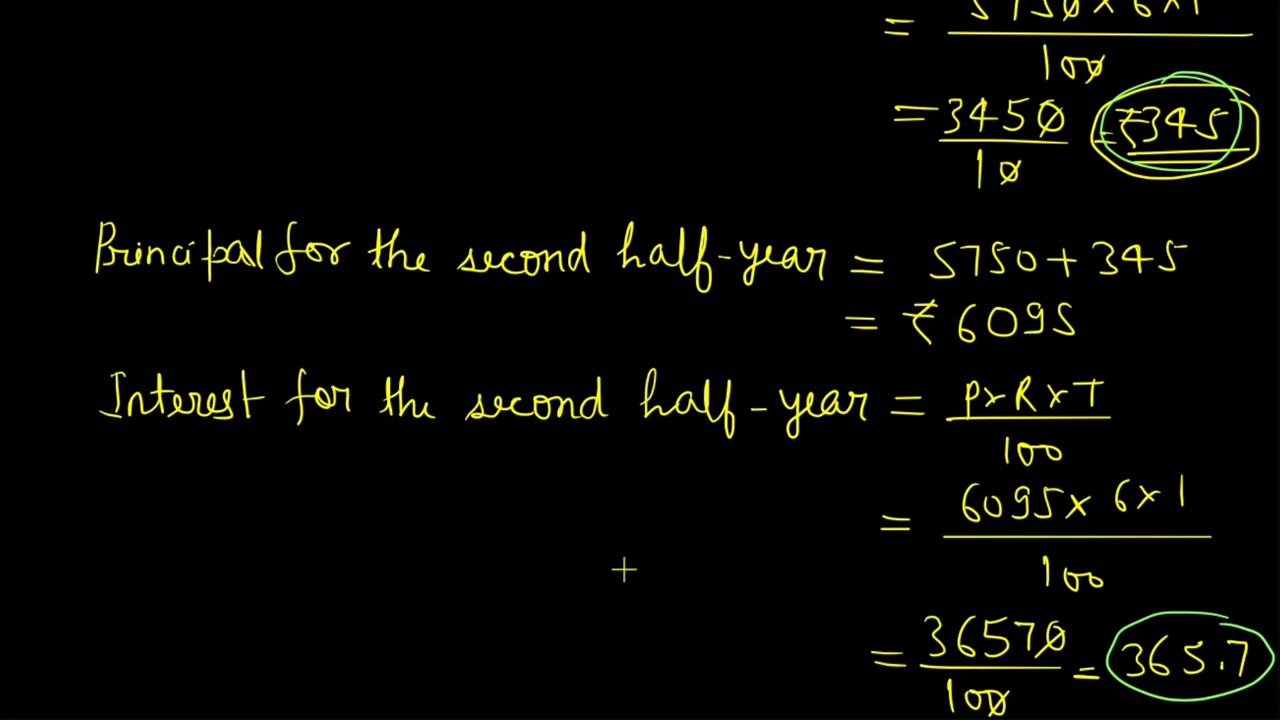 = 5750 × 6 × 1
100
= 3450
10
= ₹345
Principal for the second half-year = 5750 + 345
= ₹6095
Interest for the second half-year = P × R × T
100
= 6095 × 6 × 1
100
= 36570
100
= 365.7